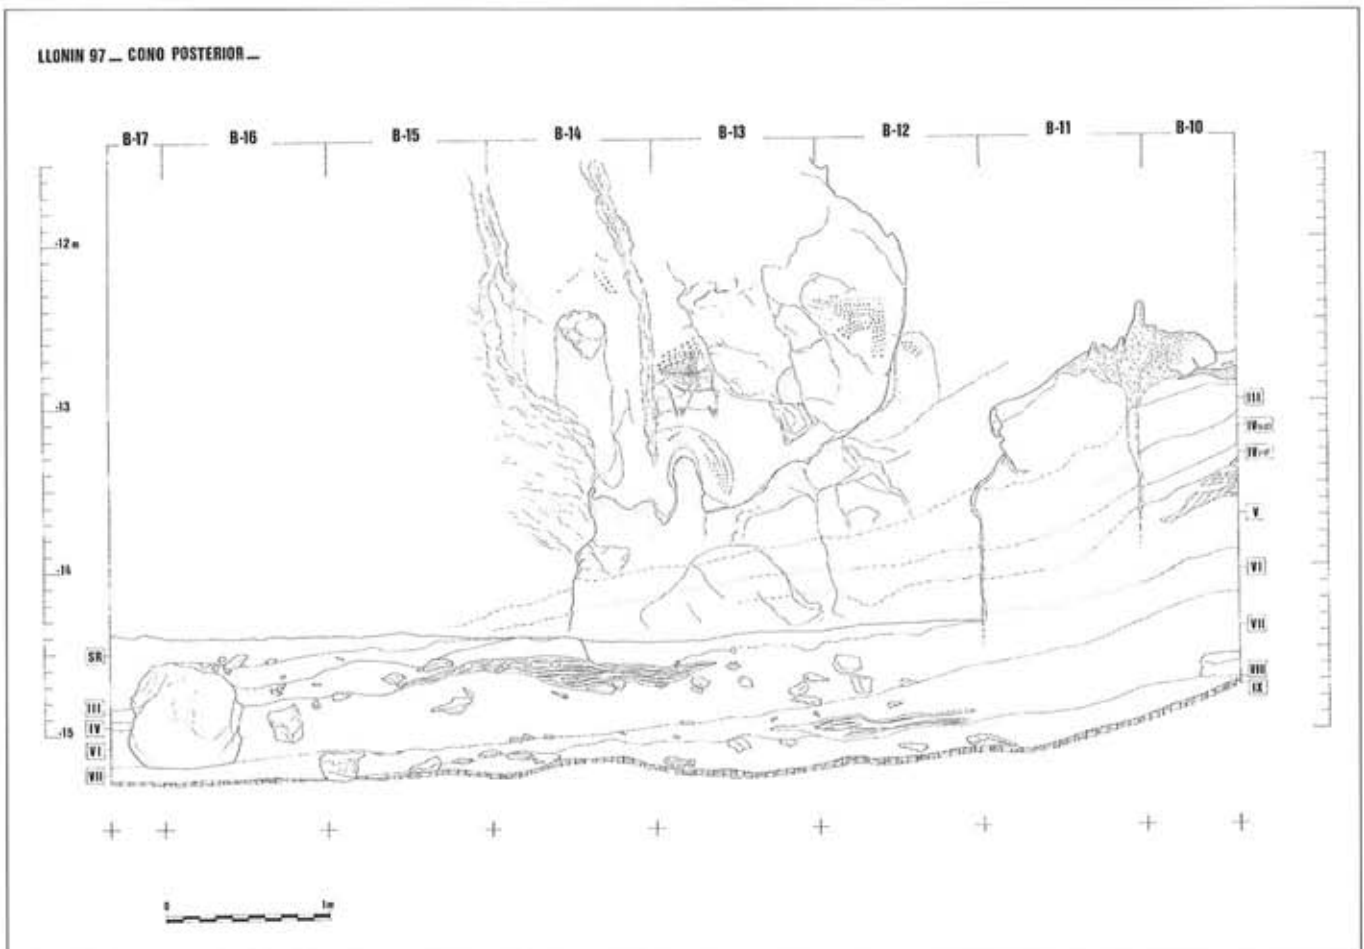 LLONIN 97 _ CONO POSTERIOR _
B-17 B-16 B-15 B-14 B-13 B-12 B-11 B-10
-12 m
-13
-14
-15
SR
III
IV
VI
VII
III
V
VI
VII
VIII
IX
0 1m